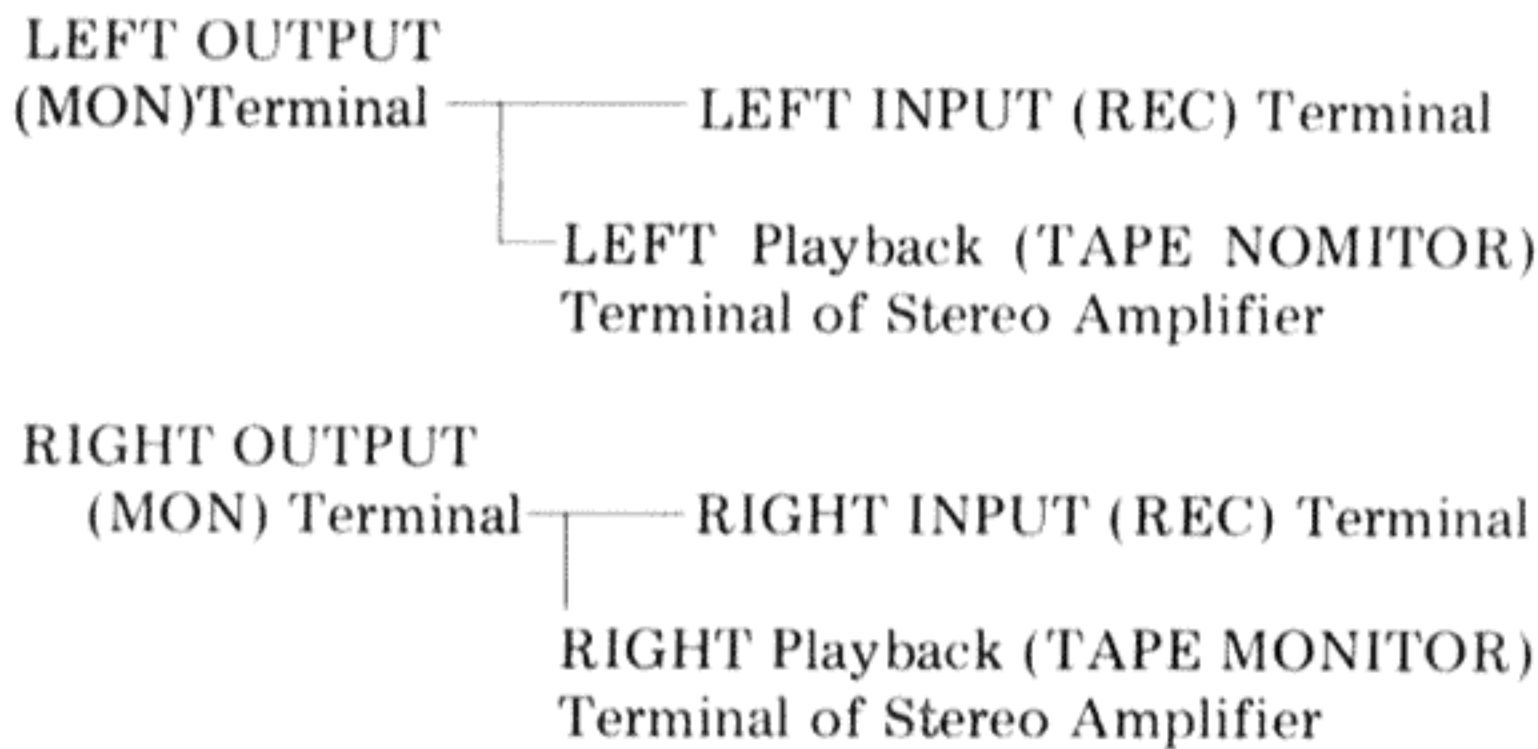 LEFT OUTPUT
(MON)Terminal
LEFT INPUT (REC) Terminal
LEFT Playback (TAPE NOMITOR)
Terminal of Stereo Amplifier
RIGHT OUTPUT
(MON) Terminal
RIGHT INPUT (REC) Terminal
RIGHT Playback (TAPE MONITOR)
Terminal of Stereo Amplifier